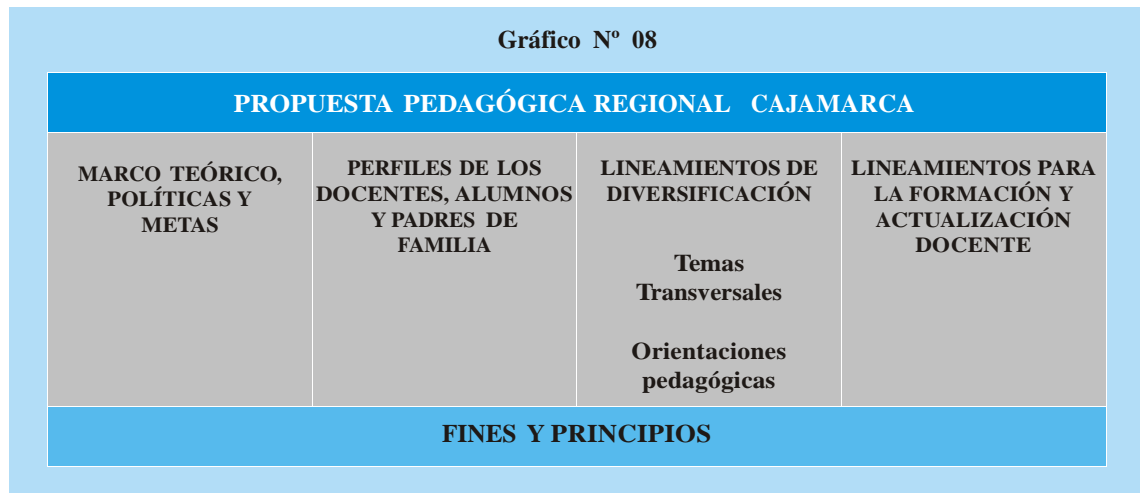 Gráfico Nº 08
PROPUESTA PEDAGÓGICA REGIONAL CAJAMARCA
MARCO TEÓRICO,
POLÍTICAS Y
METAS
PERFILES DE LOS
DOCENTES, ALUMNOS
Y PADRES DE
FAMILIA
LINEAMIENTOS DE
DIVERSIFICACIÓN
Temas
Transversales
Orientaciones
pedagógicas
LINEAMIENTOS PARA
LA FORMACIÓN Y
ACTUALIZACIÓN
DOCENTE
FINES Y PRINCIPIOS